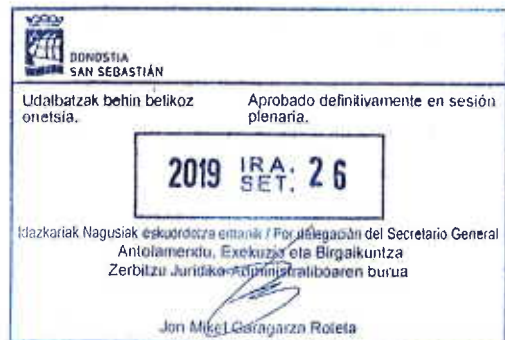 DONOSTIA
SAN SEBASTIÁN
Udalbatzak behin betikoz onetsia.
Aprobado definitivamente en sesión plenaria.
2019 IRA. SET. 26
Idazkariak Nagusiak eskuordetza emanik / Por delegación del Secretario General
Antolamendu, Exekuzio eta Birgaikuntza
Zerbitzu Juridiko-Administratiboaren burua
Jon Mikel Garagarza Roteta